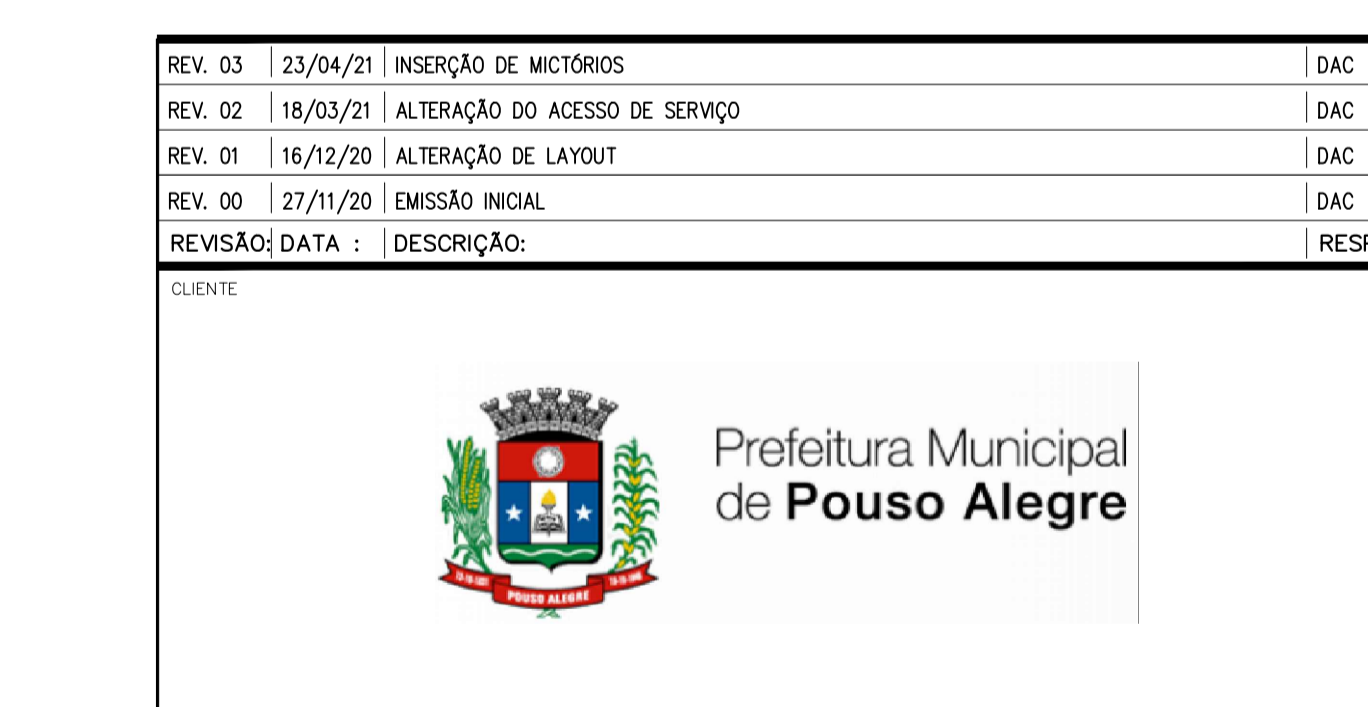 REV. 03 23/04/21 INSERÇÃO DE MICTÓRIOS DAC
REV. 02 18/03/21 ALTERAÇÃO DO ACESSO DE SERVIÇO DAC
REV. 01 16/12/20 ALTERAÇÃO DE LAYOUT DAC
REV. 00 27/11/20 EMISSÃO INICIAL DAC
REVISÃO: DATA : DESCRIÇÃO: RESP
CLIENTE
Prefeitura Municipal
de Pouso Alegre
POUSO ALEGRE